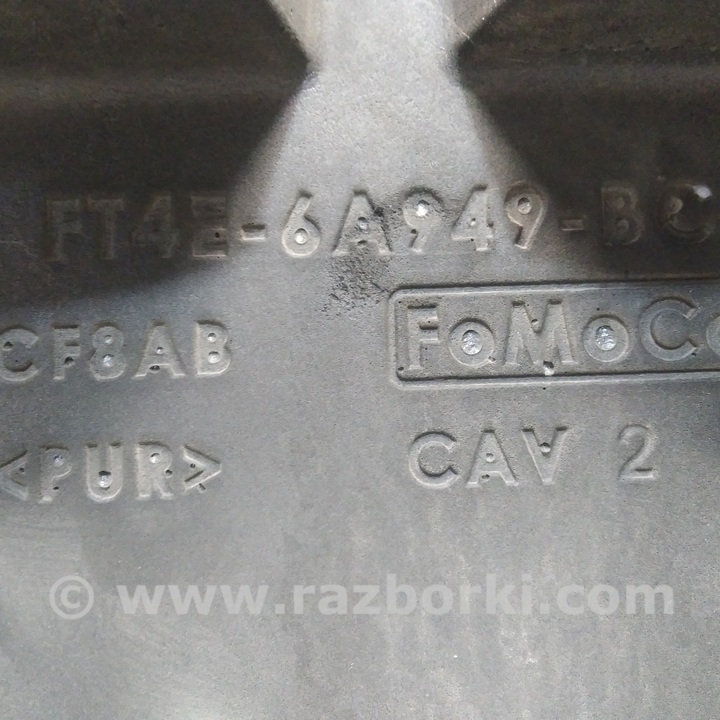 FT4E-6A949-BC
CF8AB FoMoCo
<PUR> CAV 2
© www.razborki.com